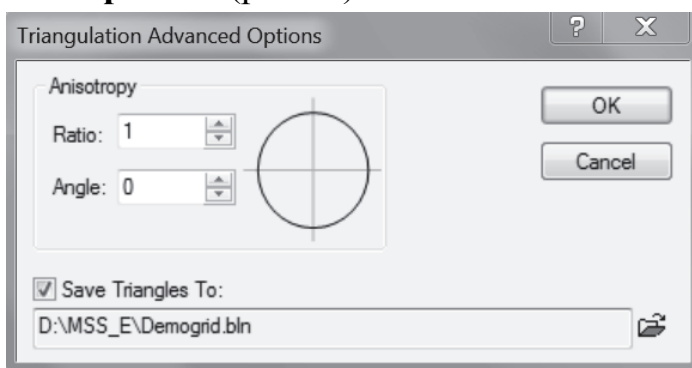 Triangulation Advanced Options
Anisotropy
Ratio: 1
Angle: 0
OK
Cancel
Save Triangles To:
D:\MSS_E\Demogrid.bln